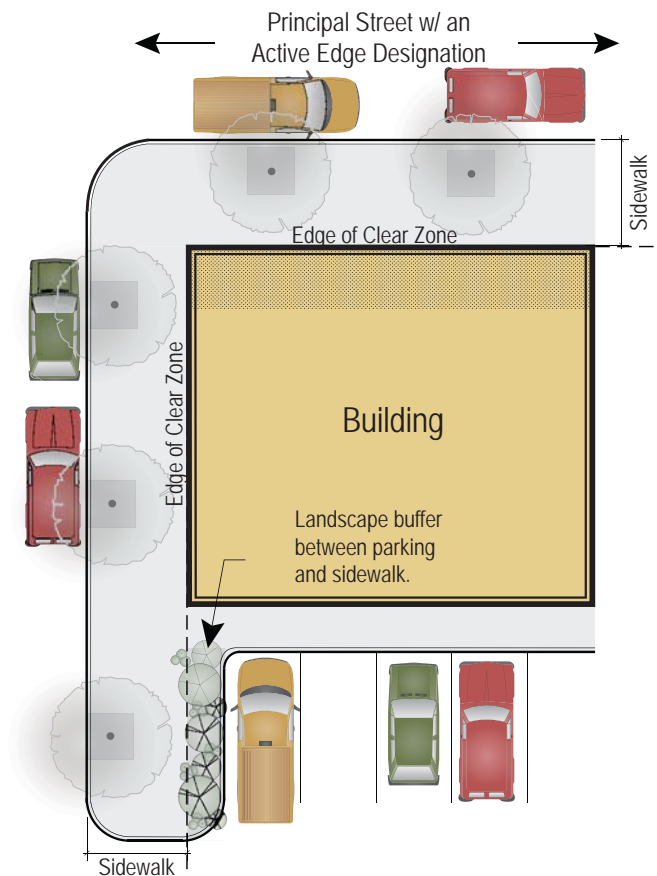 Principal Street w/ an
Active Edge Designation
Sidewalk
Edge of Clear Zone
Edge of Clear Zone
Building
Landscape buffer
between parking
and sidewalk.
Sidewalk